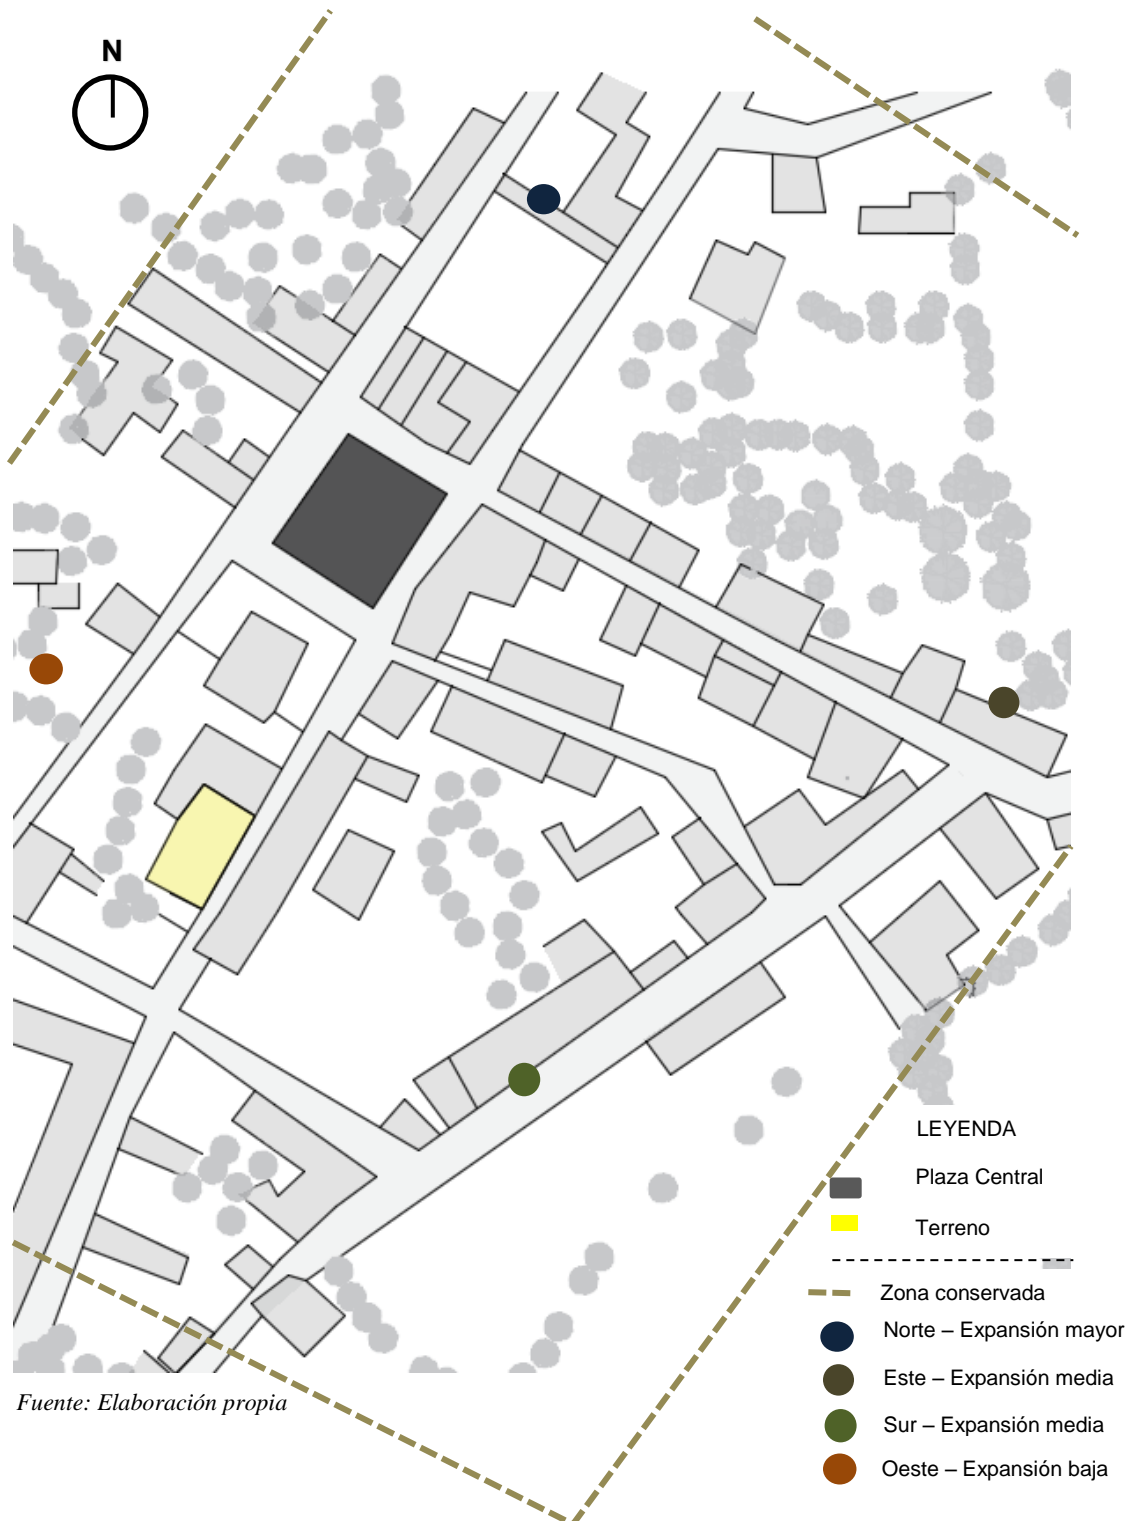 N
LEYENDA
Plaza Central
Terreno
Zona conservada
Norte – Expansión mayor
Este – Expansión media
Sur – Expansión media
Oeste – Expansión baja
Fuente: Elaboración propia